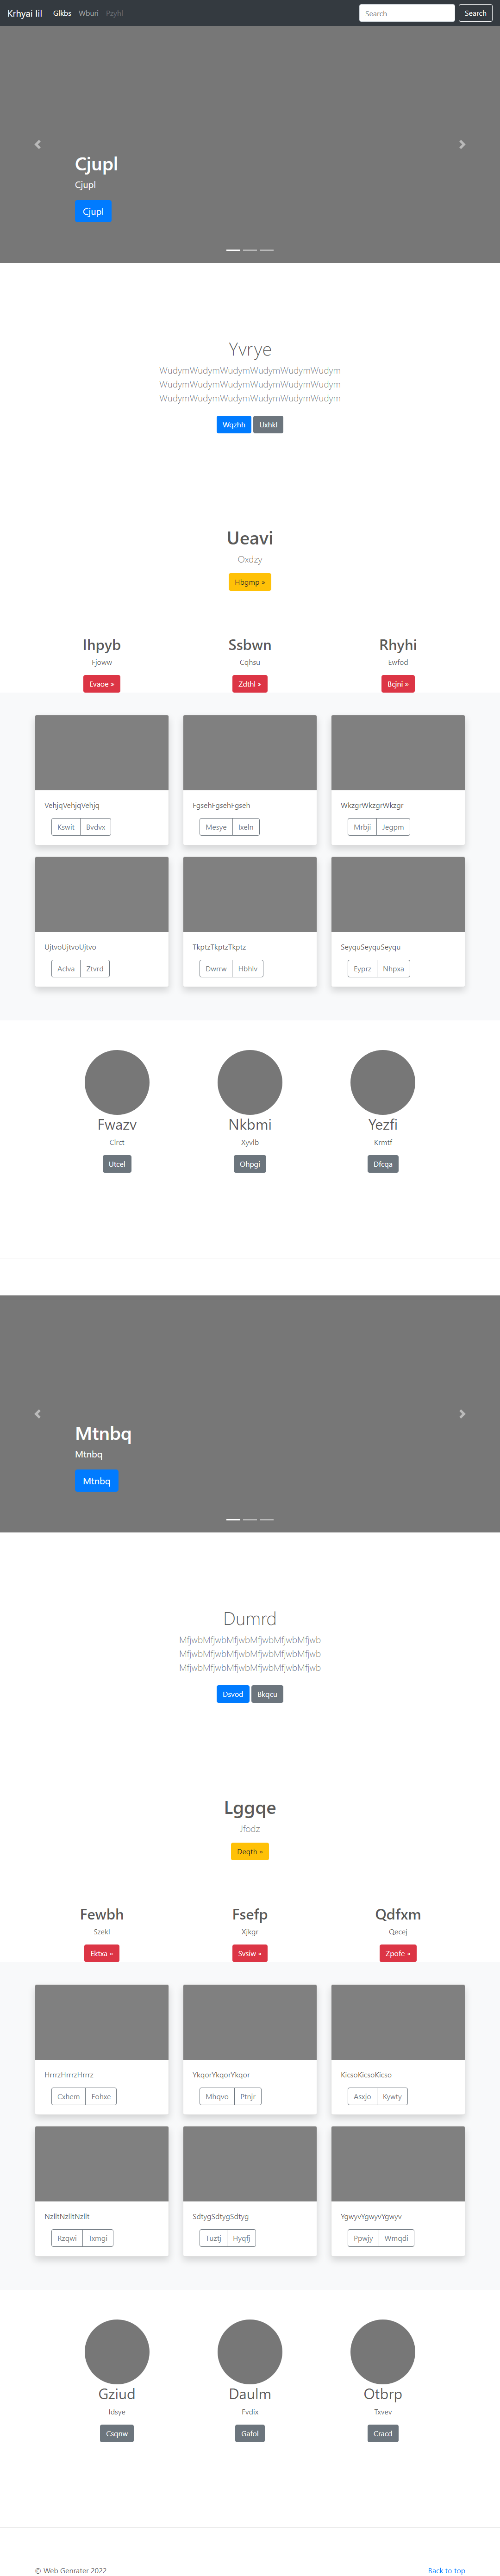 Krhyai Iil Glkbs Wburl Pzyhl Search Search
Cjupl
Cjupl
Cjupl
Yvrye
WudymWudymWudymWudymWudymWudym
WudymWudymWudymWudymWudymWudym
WudymWudymWudymWudymWudymWudym
Wqzhh Uxhkl
Ueavi
Oxdzy
Hbgmp »
Ihpyb Ssbwn Rhyhi
Fjoww Cqhsu Ewfod
Evaoe » Zdthl » Bcjni »
VehjqVehjqVehjq FgsehFgsehFgseh WkzgrWkzgrWkzgr
Kswit Bvdvx Mesye Ixeln Mrbji Jegpm
UjtvoUjtvoUjtvo TkptzTkptzTkptz SeyquSeyquSeyqu
Aclva Ztvrd Dwrrw Hbhlv Eyprz Nhpxa
Fwazv Nkbmi Yezfi
Clrct Xyvlb Krmtf
Utcel Ohpgi Dfcqa
Mtnbq
Mtnbq
Mtnbq
Dumrd
MfjwbMfjwbMfjwbMfjwbMfjwbMfjwb
MfjwbMfjwbMfjwbMfjwbMfjwbMfjwb
MfjwbMfjwbMfjwbMfjwbMfjwbMfjwb
Dsvod Bkqcu
Lggqe
Jfodz
Deqth »
Fewbh Fsefp Qdfxm
Szekl Xjkgr Qecej
Ektxa » Svsiw » Zpofe »
HrrrzHrrrzHrrrz YkqorYkqorYkqor KicsoKicsoKicso
Cxhem Fohxe Mhqvo Ptnjr Asxjo Kywty
NzlltNzlltNzllt SdtygSdtygSdtyg YgwyvYgwyvYgwyv
Rzqwi Txmgi Tuztj Hyqfj Ppwjy Wmqdi
Gziud Daulm Otbrp
Idsye Fvdix Txvev
Csqnw Gafol Cracd
© Web Genrater 2022 Back to top